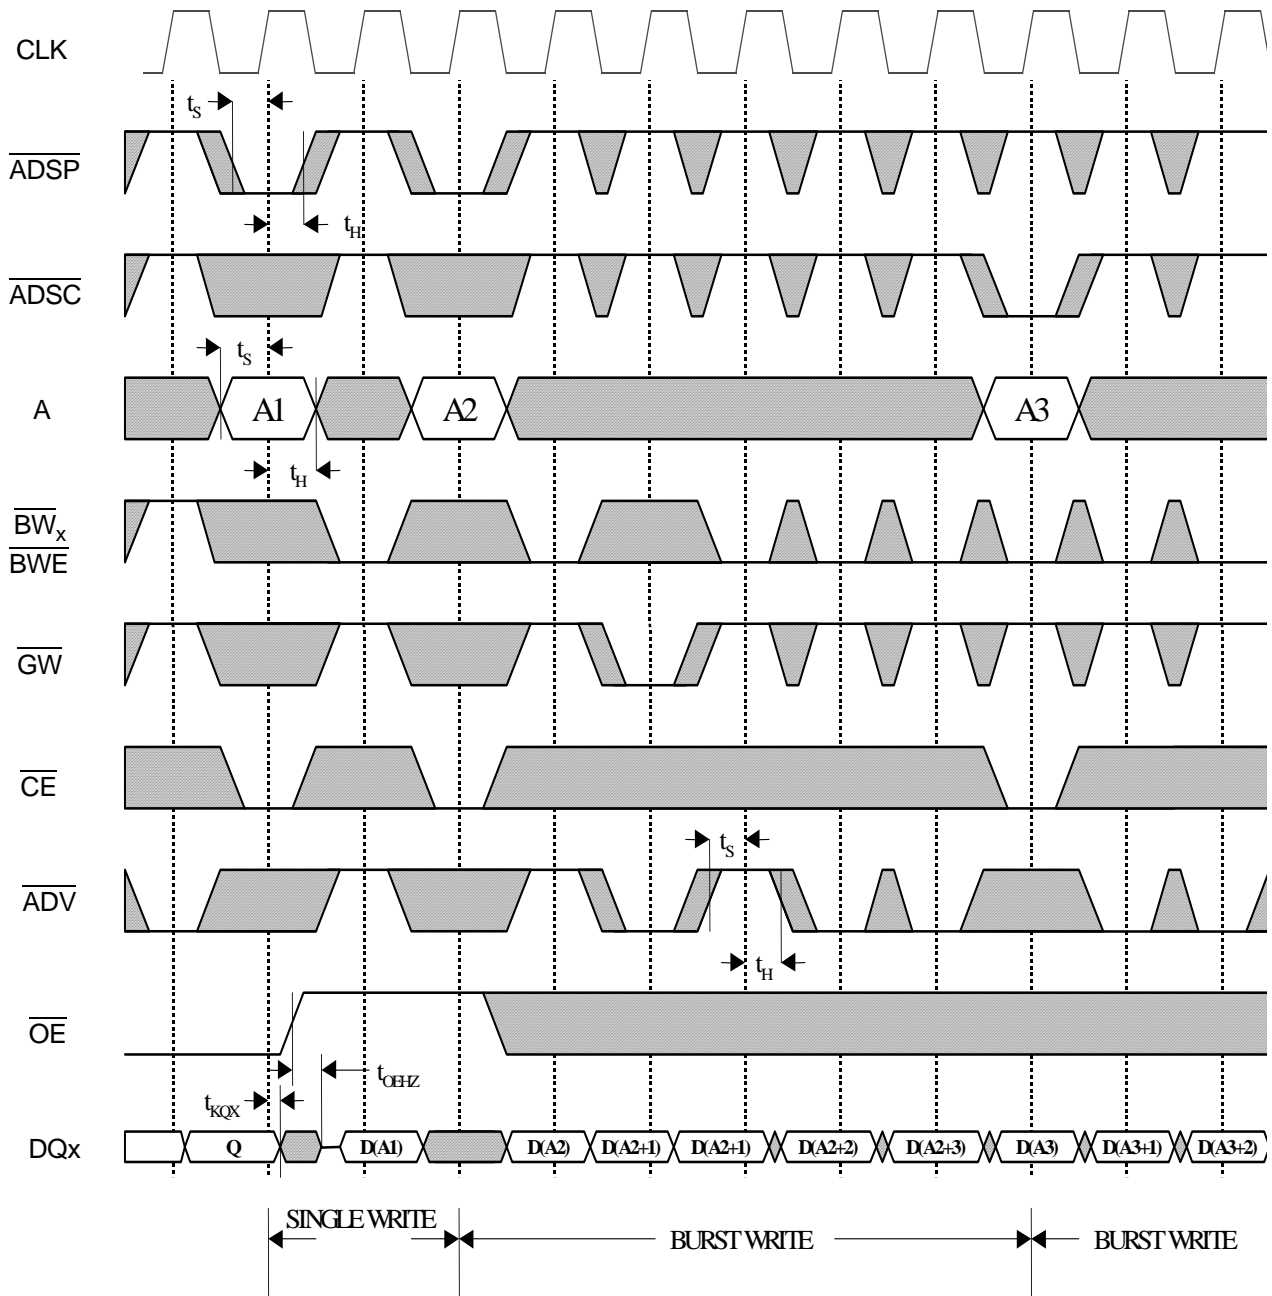 CLK
tS
ADSP
tH
ADSC
tS
A
A1
A2
A3
tH
BWx
BWE
GW
CE
tS
ADV
tH
OE
tOEHZ
tKQX
DQx
Q
D(A1)
D(A2)
D(A2+1)
D(A2+1)
D(A2+2)
D(A2+3)
D(A3)
D(A3+1)
D(A3+2)
SINGLE WRITE
BURST WRITE
BURST WRITE